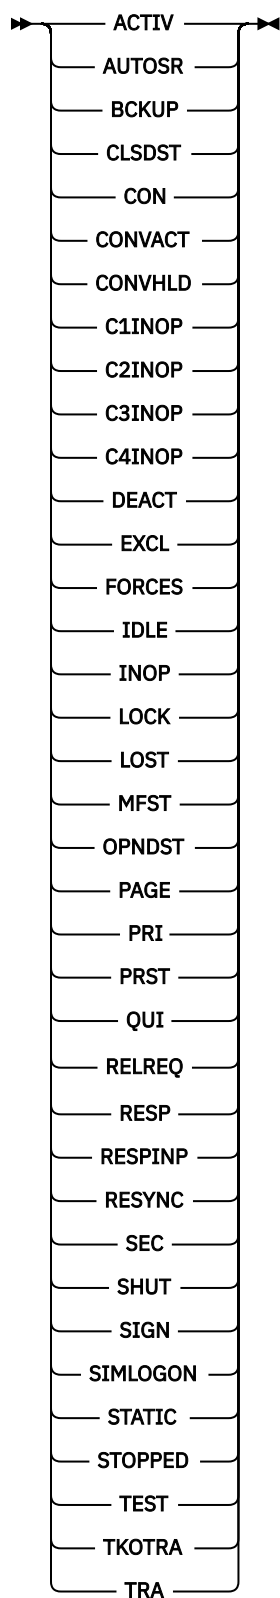 ACTIV
AUTOSR
BCKUP
CLSDST
CON
CONVACT
CONVHLD
C1INOP
C2INOP
C3INOP
C4INOP
DEACT
EXCL
FORCES
IDLE
INOP
LOCK
LOST
MFST
OPNDST
PAGE
PRI
PRST
QUI
RELREQ
RESP
RESPINP
RESYNC
SEC
SHUT
SIGN
SIMLOGON
STATIC
STOPPED
TEST
TKOTRA
TRA